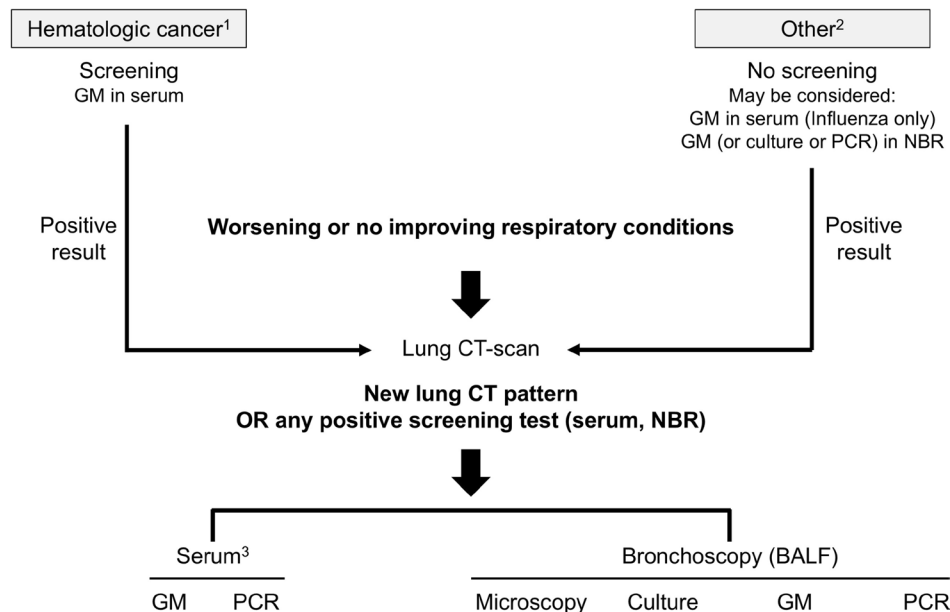 Hematologic cancer¹
Other²
Screening
GM in serum
No screening
May be considered:
GM in serum (Influenza only)
GM (or culture or PCR) in NBR
Positive
result
Worsening or no improving respiratory conditions
Positive
result
Lung CT-scan
New lung CT pattern
OR any positive screening test (serum, NBR)
Serum³
Bronchoscopy (BALF)
GM PCR
Microscopy Culture GM PCR